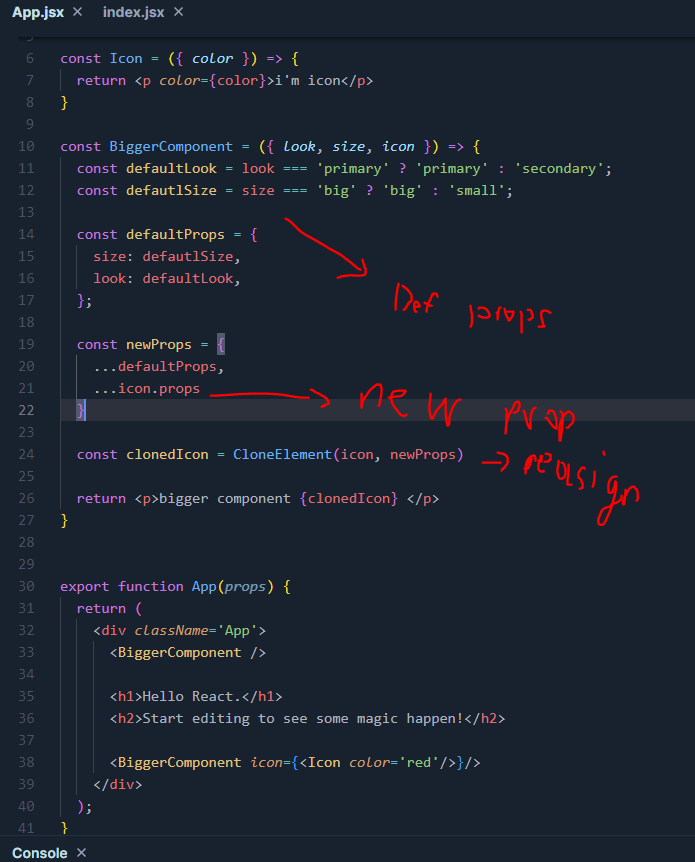 App.jsx × index.jsx ×
6 const Icon = ({ color }) => {
7 return <p color={color}>i'm icon</p>
8 }
9
10 const BiggerComponent = ({ look, size, icon }) => {
11 const defaultLook = look === 'primary' ? 'primary' : 'secondary';
12 const defautlSize = size === 'big' ? 'big' : 'small';
13
14 const defaultProps = {
15 size: defautlSize,
16 look: defaultLook,
17 };
Def props
18
19 const newProps = {
20 ...defaultProps,
21 ...icon.props
new prop
22 }
23
24 const clonedIcon = CloneElement(icon, newProps)
→ reasign
25
26 return <p>bigger component {clonedIcon} </p>
27 }
28
29
30 export function App(props) {
31 return (
32 <div className='App'>
33 <BiggerComponent />
34
35 <h1>Hello React.</h1>
36 <h2>Start editing to see some magic happen!</h2>
37
38 <BiggerComponent icon={<Icon color='red'/>}/>
39 </div>
40 );
41 }
Console ×